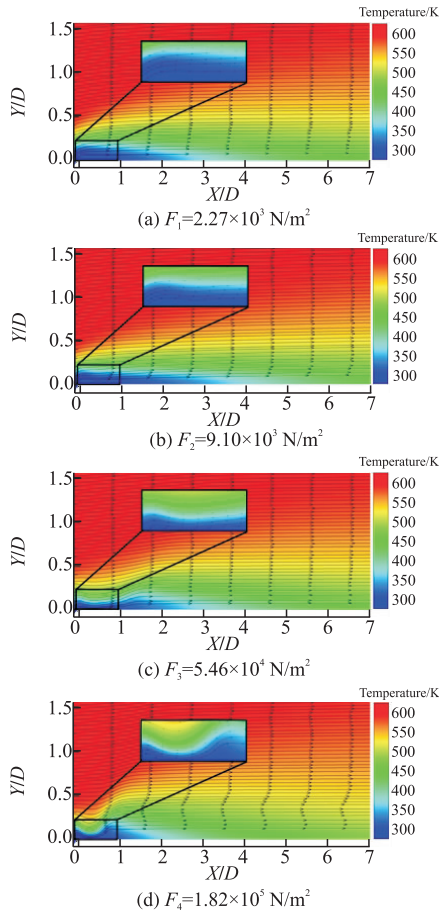 Temperature/K
1.5
1.0
0.5
0.0
Y/D
0 1 2 3 4 5 6 7
X/D
600
550
500
450
400
350
300
(a) F₁=2.27×10³ N/m²
Temperature/K
1.5
1.0
0.5
0.0
Y/D
0 1 2 3 4 5 6 7
X/D
600
550
500
450
400
350
300
(b) F₂=9.10×10³ N/m²
Temperature/K
1.5
1.0
0.5
0.0
Y/D
0 1 2 3 4 5 6 7
X/D
600
550
500
450
400
350
300
(c) F₃=5.46×10⁴ N/m²
Temperature/K
1.5
1.0
0.5
0.0
Y/D
0 1 2 3 4 5 6 7
X/D
600
550
500
450
400
350
300
(d) F₄=1.82×10⁵ N/m²